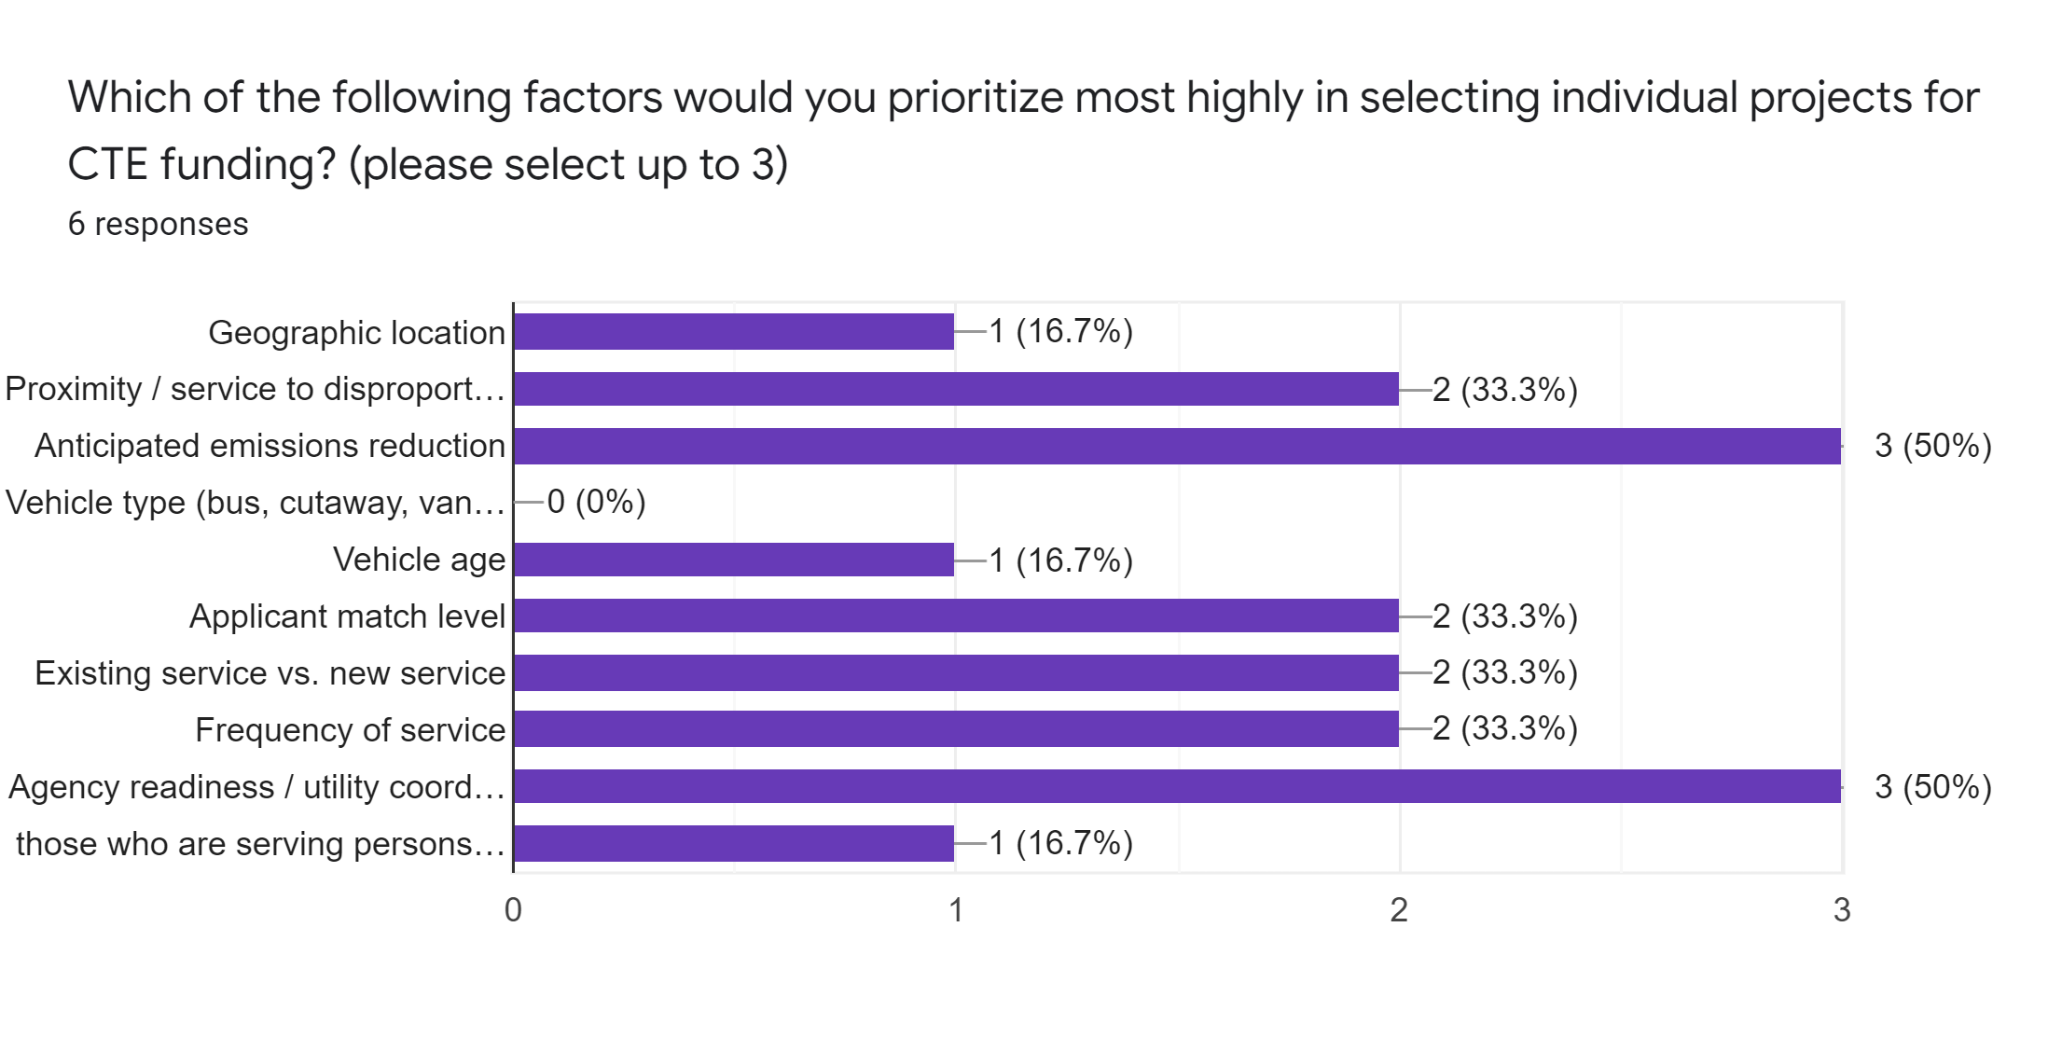 Which of the following factors would you prioritize most highly in selecting individual projects for
CTE funding? (please select up to 3)
6 responses
Geographic location 1 (16.7%)
Proximity / service to disproport... 2 (33.3%)
Anticipated emissions reduction 3 (50%)
Vehicle type (bus, cutaway, van... 0 (0%)
Vehicle age 1 (16.7%)
Applicant match level 2 (33.3%)
Existing service vs. new service 2 (33.3%)
Frequency of service 2 (33.3%)
Agency readiness / utility coord... 3 (50%)
those who are serving persons... 1 (16.7%)
0 1 2 3